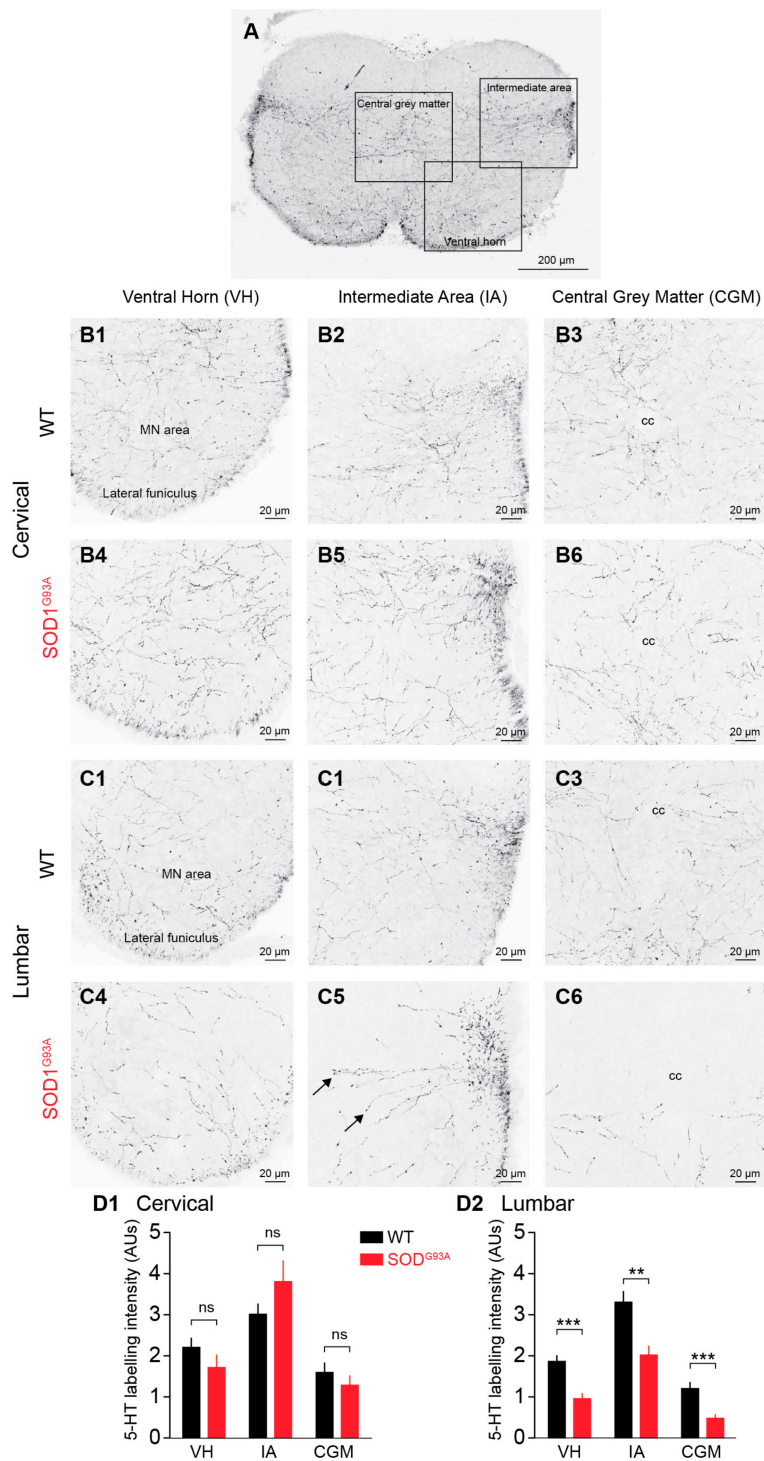 A
Central grey matter
Intermediate area
Ventral horn
200 µm
Ventral Horn (VH)
Intermediate Area (IA)
Central Grey Matter (CGM)
Cervical
WT
B1
MN area
Lateral funiculus
20 µm
B2
20 µm
B3
cc
20 µm
SOD1G93A
B4
20 µm
B5
20 µm
B6
cc
20 µm
Lumbar
WT
C1
MN area
Lateral funiculus
20 µm
C1
20 µm
C3
cc
20 µm
SOD1G93A
C4
20 µm
C5
20 µm
C6
cc
20 µm
D1 Cervical
5-HT labelling intensity (AUs)
5
4
3
2
1
0
ns
ns
ns
VH IA CGM
WT
SODG93A
D2 Lumbar
5-HT labelling intensity (AUs)
5
4
3
2
1
0
***
**
***
VH IA CGM